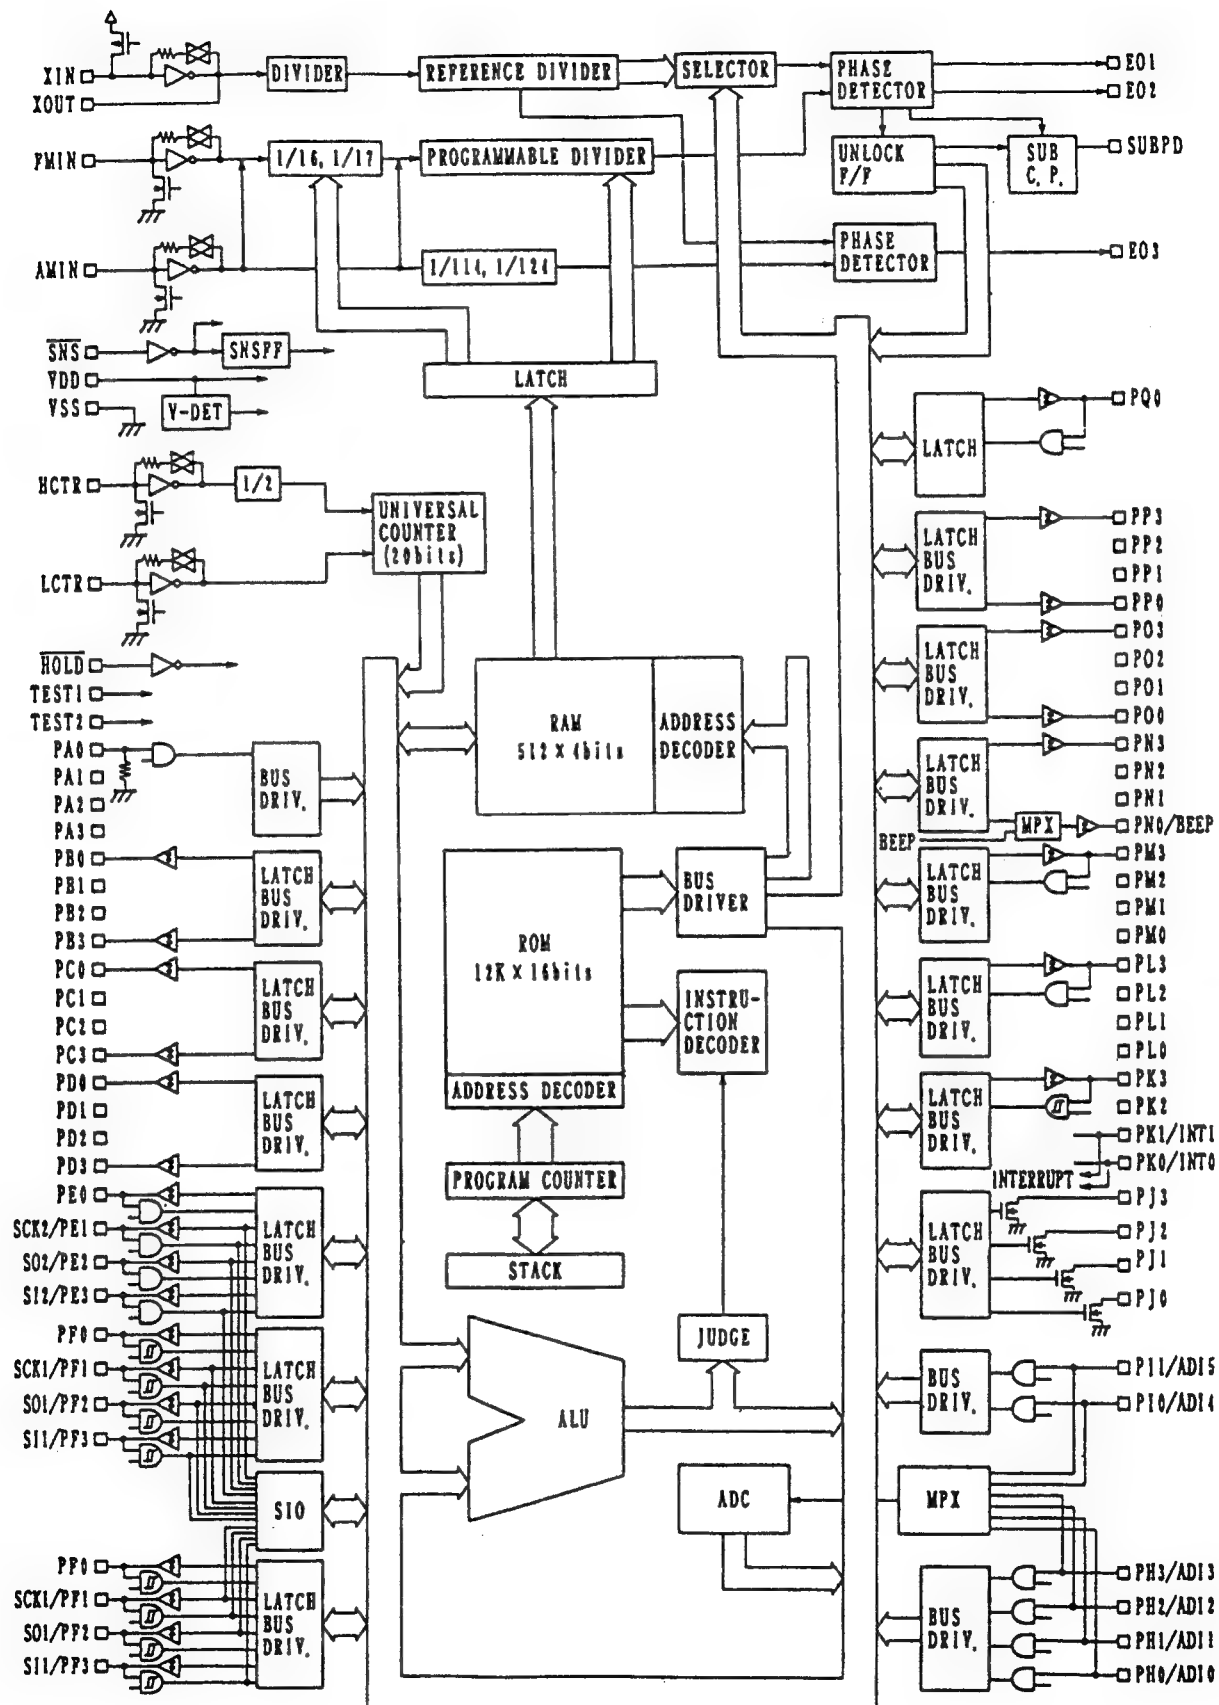 XIN
XOUT
DIVIDER
REFERENCE DIVIDER
SELECTOR
PHASE
DETECTOR
EO1
EO2
FMIN
1/16, 1/17
PROGRAMMABLE DIVIDER
UNLOCK
F/F
SUB
C.P.
SUBPD
AMIN
1/114, 1/124
PHASE
DETECTOR
EO3
SNS
SNSFF
VDD
VSS
V-DET
LATCH
HCTR
1/2
UNIVERSAL
COUNTER
(20bits)
LCTR
HOLD
TEST1
TEST2
PA0
PA1
PA2
PA3
BUS
DRIV.
PB0
PB1
PB2
PB3
LATCH
BUS
DRIV.
PC0
PC1
PC2
PC3
LATCH
BUS
DRIV.
PD0
PD1
PD2
PD3
LATCH
BUS
DRIV.
PE0
SCK2/PE1
SO2/PE2
SI2/PE3
LATCH
BUS
DRIV.
PF0
SCK1/PF1
SO1/PF2
SI1/PF3
LATCH
BUS
DRIV.
SIO
PF0
SCK1/PF1
SO1/PF2
SI1/PF3
LATCH
BUS
DRIV.
RAM
512×4bits
ADDRESS
DECODER
ROM
12K×16bits
ADDRESS DECODER
BUS
DRIVER
INSTRU-
CTION
DECODER
PROGRAM COUNTER
STACK
JUDGE
ALU
ADC
LATCH
PQ0
LATCH
BUS
DRIV.
PP3
PP2
PP1
PP0
LATCH
BUS
DRIV.
PO3
PO2
PO1
PO0
LATCH
BUS
DRIV.
PN3
PN2
PN1
BEEP
MPX
PN0/BEEP
LATCH
BUS
DRIV.
PM3
PM2
PM1
PM0
LATCH
BUS
DRIV.
PL3
PL2
PL1
PL0
LATCH
BUS
DRIV.
PK3
PK2
PK1/INT1
PK0/INT0
INTERRUPT
LATCH
BUS
DRIV.
PJ3
PJ2
PJ1
PJ0
BUS
DRIV.
PI1/ADI5
PI0/ADI4
MPX
BUS
DRIV.
PH3/ADI3
PH2/ADI2
PH1/ADI1
PH0/ADI0